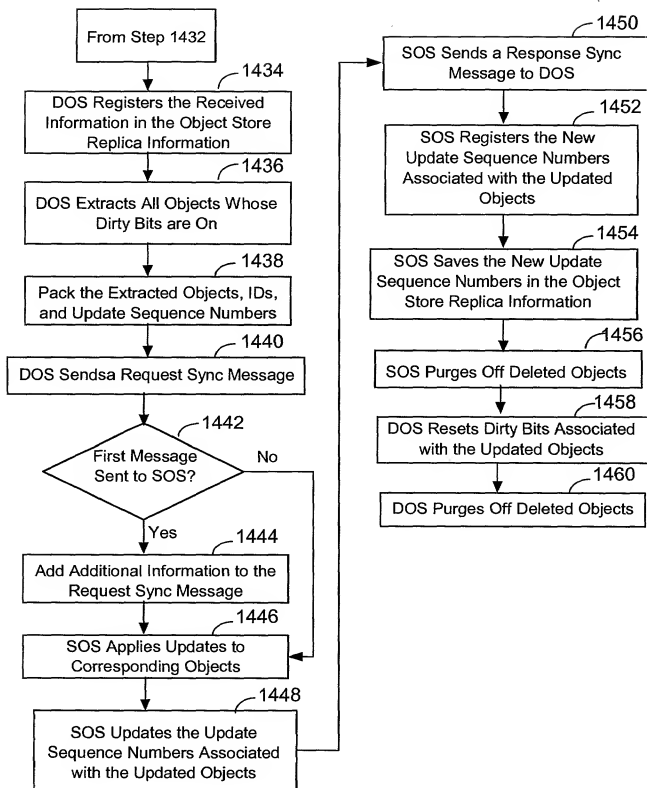 From Step 1432
1434
DOS Registers the Received
Information in the Object Store
Replica Information
1436
DOS Extracts All Objects Whose
Dirty Bits are On
1438
Pack the Extracted Objects, IDs,
and Update Sequence Numbers
1440
DOS Sendsa Request Sync Message
1442
First Message
Sent to SOS?
No
Yes
1444
Add Additional Information to the
Request Sync Message
1446
SOS Applies Updates to
Corresponding Objects
1448
SOS Updates the Update
Sequence Numbers Associated
with the Updated Objects
1450
SOS Sends a Response Sync
Message to DOS
1452
SOS Registers the New
Update Sequence Numbers
Associated with the Updated
Objects
1454
SOS Saves the New Update
Sequence Numbers in the Object
Store Replica Information
1456
SOS Purges Off Deleted Objects
1458
DOS Resets Dirty Bits Associated
with the Updated Objects
1460
DOS Purges Off Deleted Objects